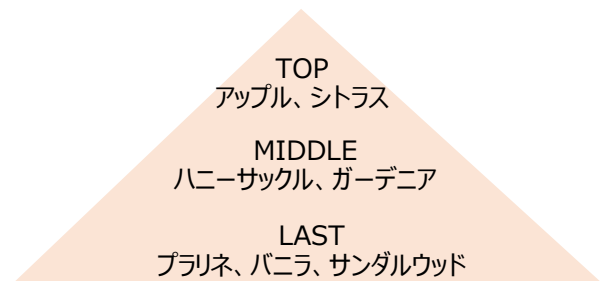 TOP
アップル、シトラス
MIDDLE
ハニーサックル、ガーデニア
LAST
プラリネ、バニラ、サンダルウッド